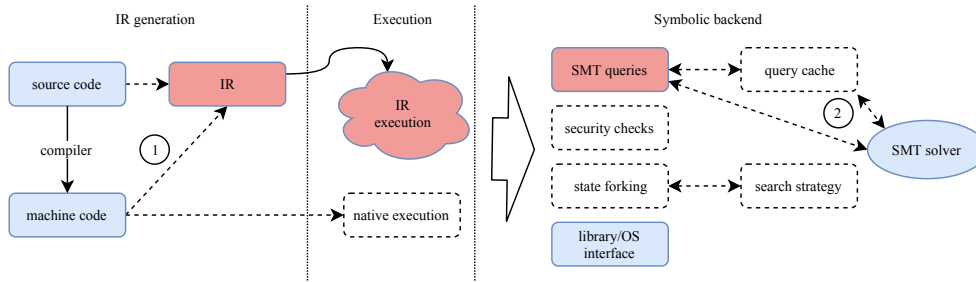 IR generation
Execution
Symbolic backend
source code
IR
compiler
1
machine code
IR
execution
native execution
SMT queries
query cache
security checks
2
SMT solver
state forking
search strategy
library/OS
interface